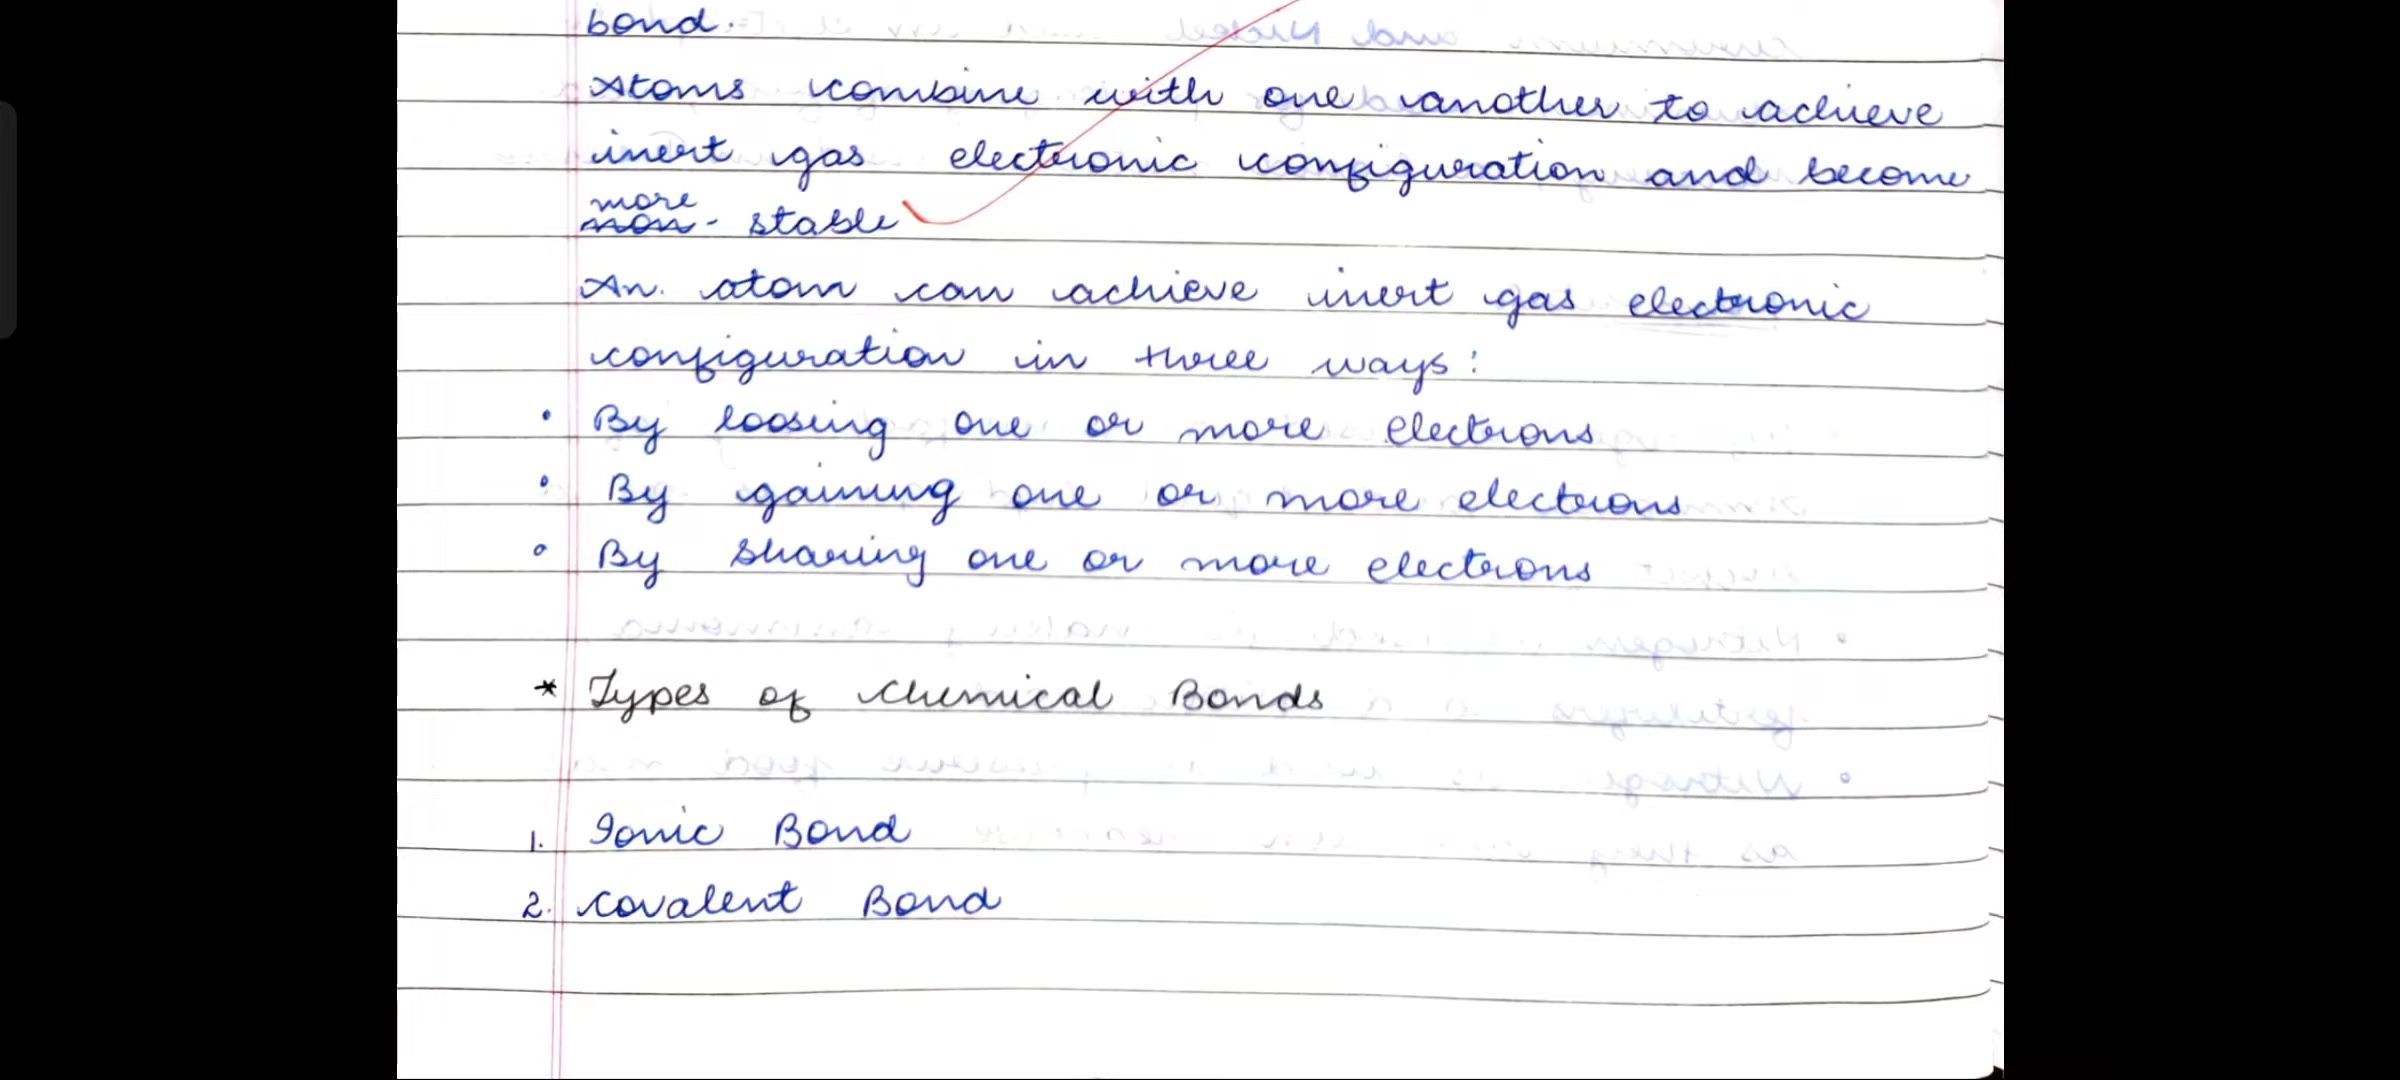 bond.
Atoms combine with one another to achieve
inert gas electronic configuration and become
more
non- stable
An. atom can achieve inert gas electronic
configuration in three ways:
• By loosing one or more electrons
• By gaining one or more electrons
• By sharing one or more electrons
* Types of Chemical Bonds
1. Ionic Bond
2. Covalent Bond